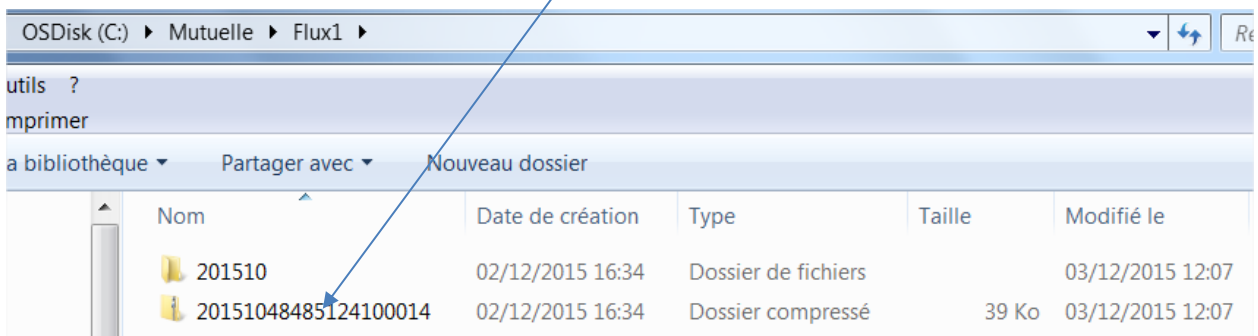 OSDisk (C:) Mutuelle Flux1
utils ?
mprimer
a bibliothèque Partager avec Nouveau dossier
Nom Date de création Type Taille Modifié le
201510 02/12/2015 16:34 Dossier de fichiers 03/12/2015 12:07
20151048485124100014 02/12/2015 16:34 Dossier compressé 39 Ko 03/12/2015 12:07